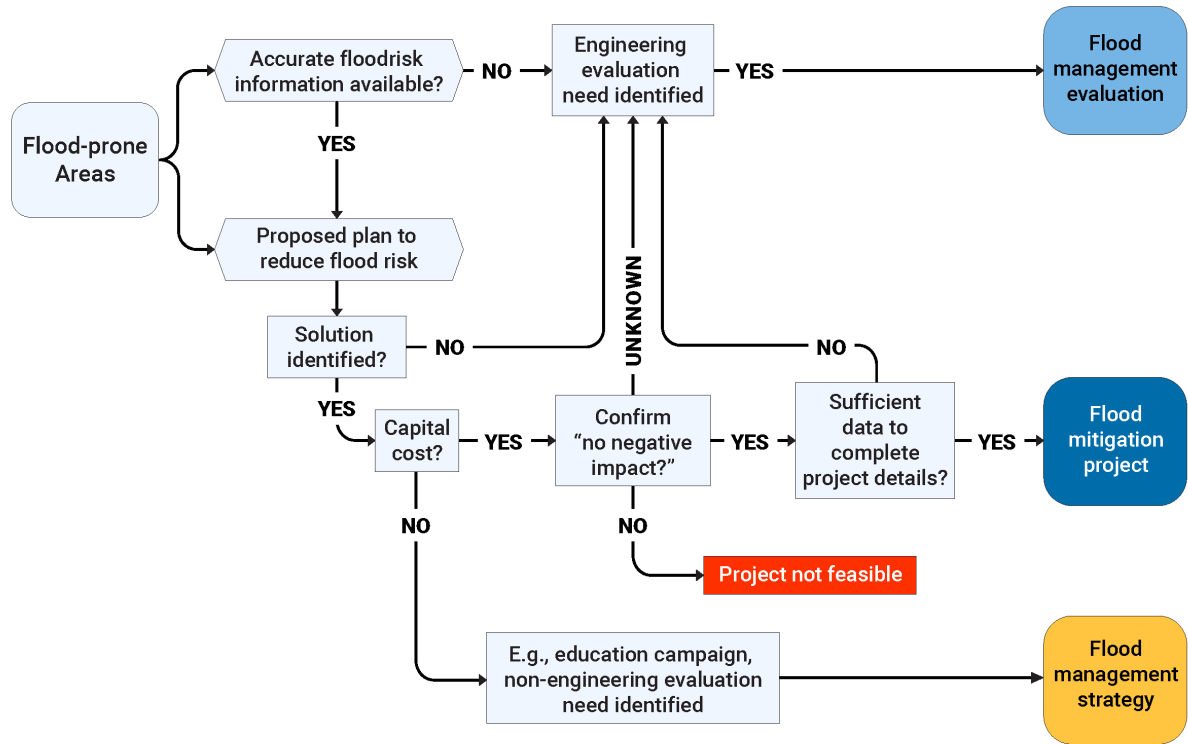 Accurate floodrisk
information available?
NO
Engineering
evaluation
need identified
YES
Flood
management
evaluation
Flood-prone
Areas
YES
Proposed plan to
reduce flood risk
Solution
identified?
NO
UNKNOWN
NO
YES
Capital
cost?
YES
Confirm
“no negative
impact?”
YES
Sufficient
data to
complete
project details?
YES
Flood
mitigation
project
NO
NO
Project not feasible
E.g., education campaign,
non-engineering evaluation
need identified
Flood
management
strategy